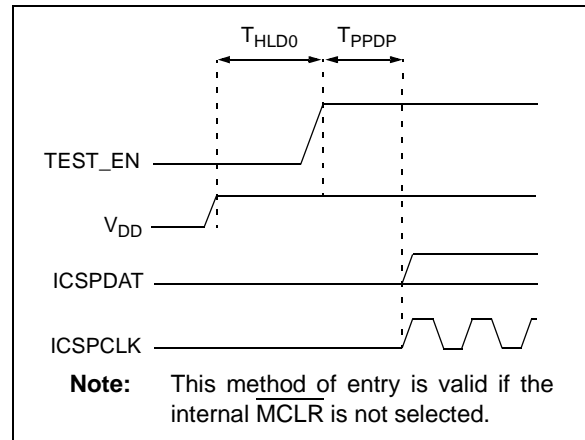 THLD0 TPPDP
TEST_EN
VDD
ICSPDAT
ICSPCLK
Note: This method of entry is valid if the
internal MCLR is not selected.